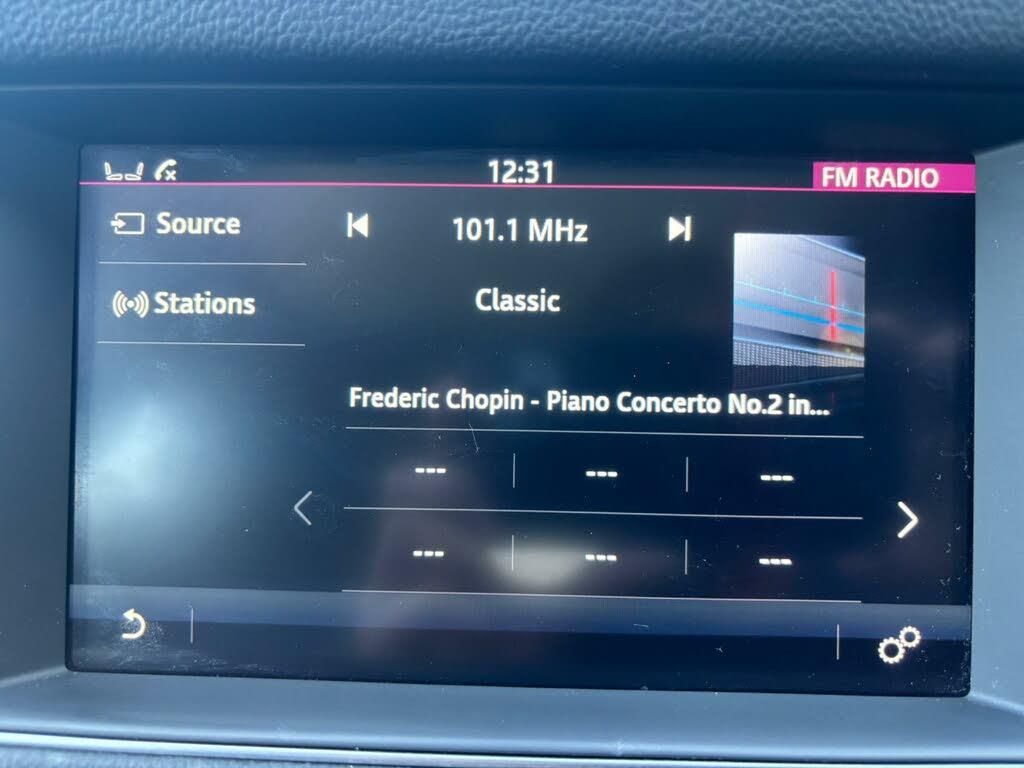 12:31
FM RADIO
Source
101.1 MHz
Stations
Classic
Frederic Chopin - Piano Concerto No.2 in...
--- --- ---
--- --- ---